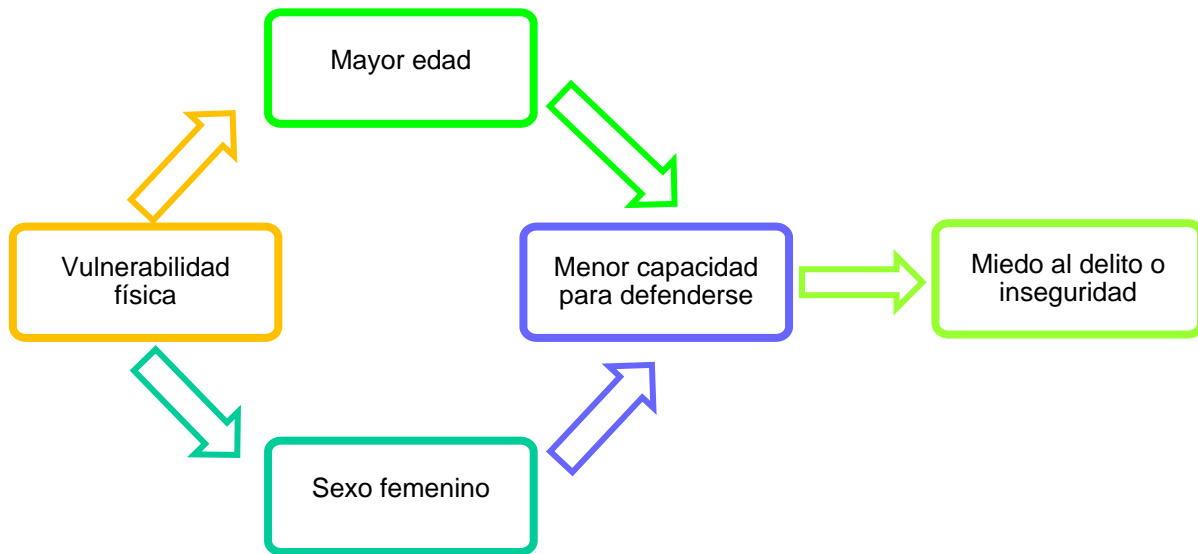 Mayor edad
Vulnerabilidad
física
Menor capacidad
para defenderse
Miedo al delito o
inseguridad
Sexo femenino